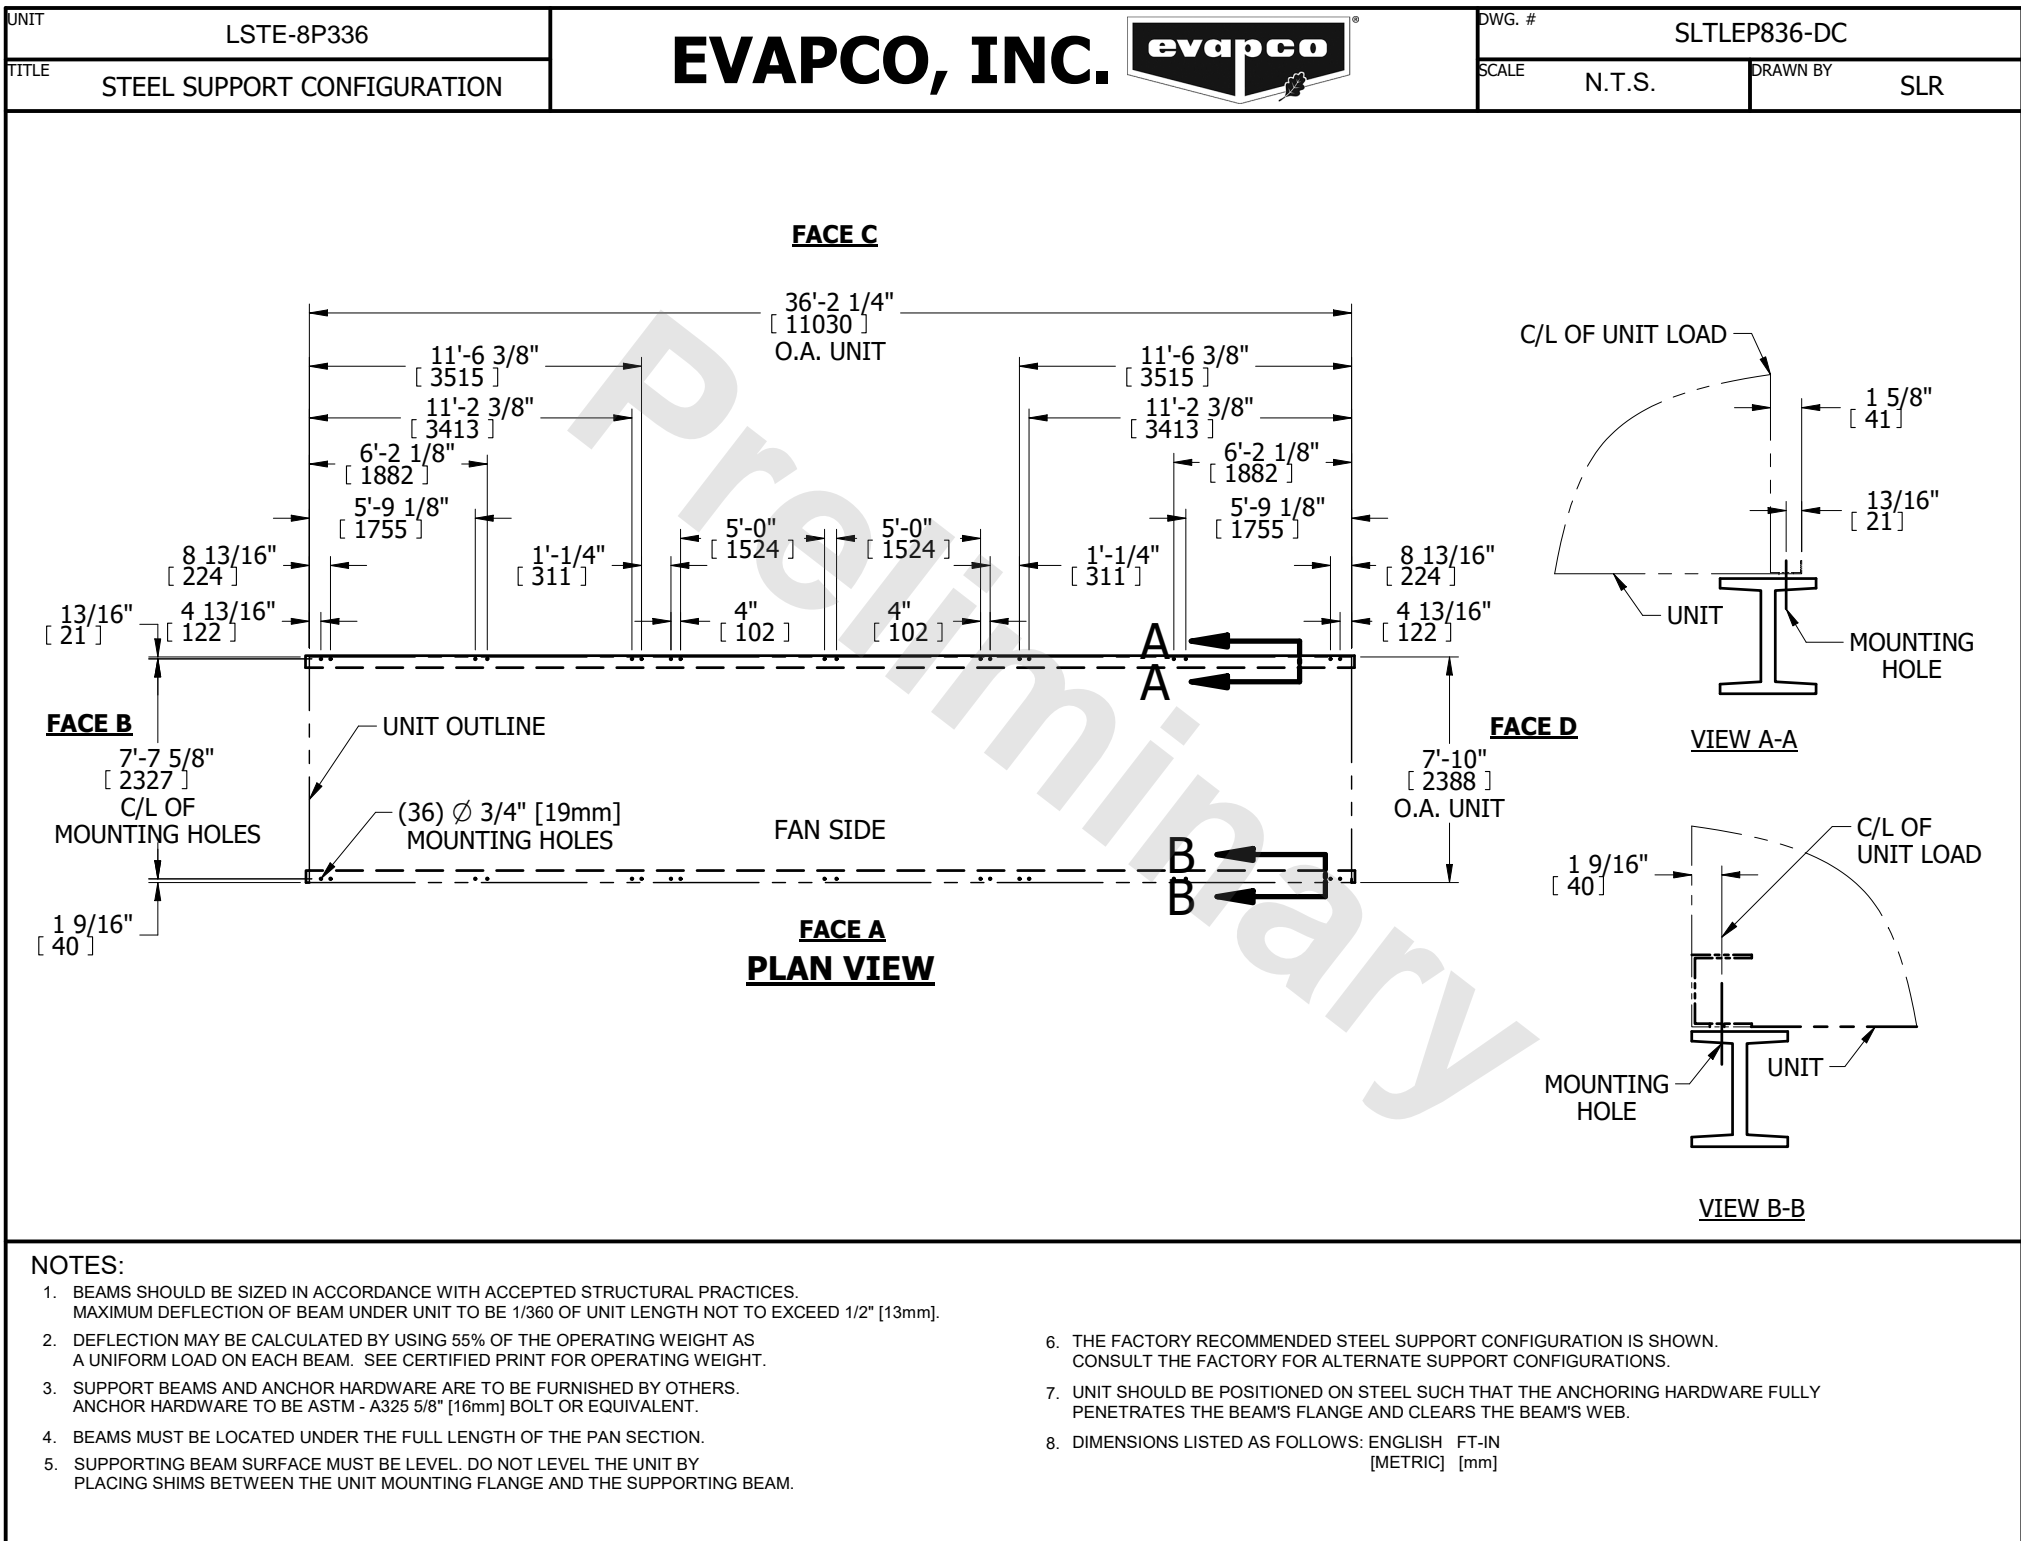 UNIT
LSTE-8P336
TITLE
STEEL SUPPORT CONFIGURATION
EVAPCO, INC.
evapco
®
DWG. #
SLTLEP836-DC
SCALE
N.T.S.
DRAWN BY
SLR
FACE C
36'-2 1/4"
[ 11030 ]
O.A. UNIT
11'-6 3/8"
[ 3515 ]
11'-6 3/8"
[ 3515 ]
11'-2 3/8"
[ 3413 ]
11'-2 3/8"
[ 3413 ]
6'-2 1/8"
[ 1882 ]
6'-2 1/8"
[ 1882 ]
5'-9 1/8"
[ 1755 ]
5'-0"
[ 1524 ]
5'-0"
[ 1524 ]
5'-9 1/8"
[ 1755 ]
8 13/16"
[ 224 ]
1'-1/4"
[ 311 ]
1'-1/4"
[ 311 ]
8 13/16"
[ 224 ]
13/16"
[ 21 ]
4 13/16"
[ 122 ]
4"
[ 102 ]
4"
[ 102 ]
4 13/16"
[ 122 ]
A
A
FACE B
7'-7 5/8"
[ 2327 ]
C/L OF
MOUNTING HOLES
UNIT OUTLINE
(36) Ø 3/4" [19mm]
MOUNTING HOLES
FAN SIDE
B
B
FACE D
7'-10"
[ 2388 ]
O.A. UNIT
1 9/16"
[ 40 ]
FACE A
PLAN VIEW
Preliminary
C/L OF UNIT LOAD
1 5/8"
[ 41 ]
13/16"
[ 21 ]
UNIT
MOUNTING
HOLE
VIEW A-A
C/L OF
UNIT LOAD
1 9/16"
[ 40 ]
UNIT
MOUNTING
HOLE
VIEW B-B
NOTES:
1. BEAMS SHOULD BE SIZED IN ACCORDANCE WITH ACCEPTED STRUCTURAL PRACTICES.
MAXIMUM DEFLECTION OF BEAM UNDER UNIT TO BE 1/360 OF UNIT LENGTH NOT TO EXCEED 1/2" [13mm].
2. DEFLECTION MAY BE CALCULATED BY USING 55% OF THE OPERATING WEIGHT AS
A UNIFORM LOAD ON EACH BEAM. SEE CERTIFIED PRINT FOR OPERATING WEIGHT.
3. SUPPORT BEAMS AND ANCHOR HARDWARE ARE TO BE FURNISHED BY OTHERS.
ANCHOR HARDWARE TO BE ASTM - A325 5/8" [16mm] BOLT OR EQUIVALENT.
4. BEAMS MUST BE LOCATED UNDER THE FULL LENGTH OF THE PAN SECTION.
5. SUPPORTING BEAM SURFACE MUST BE LEVEL. DO NOT LEVEL THE UNIT BY
PLACING SHIMS BETWEEN THE UNIT MOUNTING FLANGE AND THE SUPPORTING BEAM.
6. THE FACTORY RECOMMENDED STEEL SUPPORT CONFIGURATION IS SHOWN.
CONSULT THE FACTORY FOR ALTERNATE SUPPORT CONFIGURATIONS.
7. UNIT SHOULD BE POSITIONED ON STEEL SUCH THAT THE ANCHORING HARDWARE FULLY
PENETRATES THE BEAM'S FLANGE AND CLEARS THE BEAM'S WEB.
8. DIMENSIONS LISTED AS FOLLOWS: ENGLISH FT-IN
[METRIC] [mm]